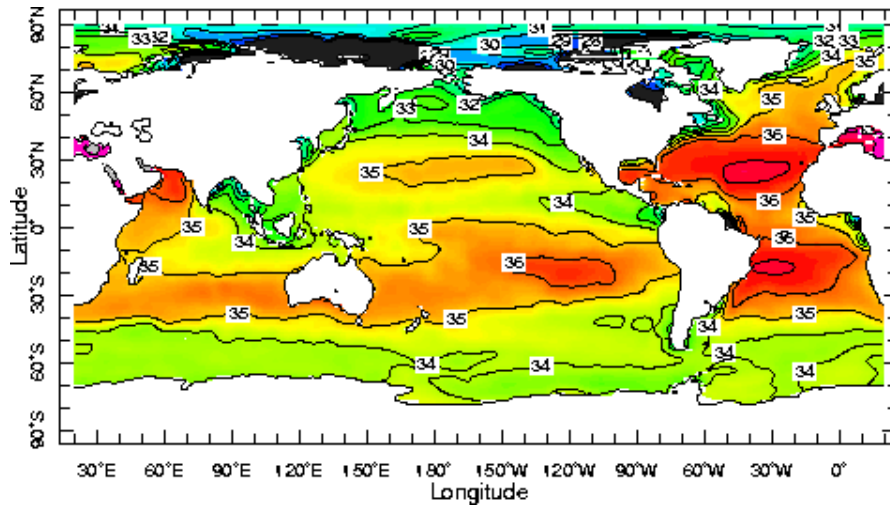 90°N 31 33 32 30 29 28 31 32 33
30 34 35
60°N 33 32 34 35
34 36
30°N 35 36
34 35
0° 34 35 36
35 36
30°S 35 35 35 34
60°S 34 34 34 34
90°S
Latitude
30°E 60°E 90°E 120°E 150°E 180° 150°W 120°W 90°W 60°W 30°W 0°
Longitude